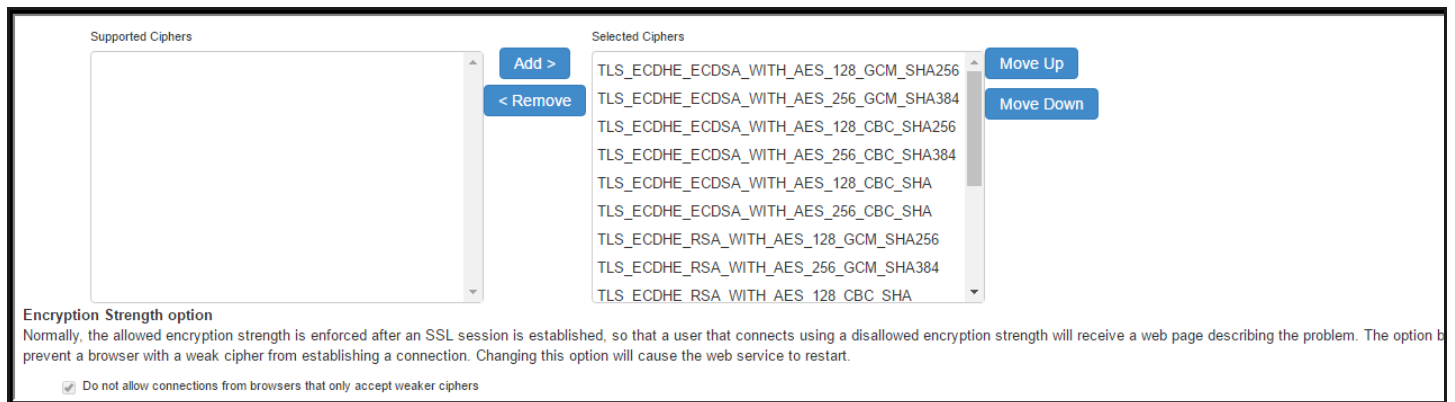 Supported Ciphers
Selected Ciphers
Add >
< Remove
TLS_ECDHE_ECDSA_WITH_AES_128_GCM_SHA256
TLS_ECDHE_ECDSA_WITH_AES_256_GCM_SHA384
TLS_ECDHE_ECDSA_WITH_AES_128_CBC_SHA256
TLS_ECDHE_ECDSA_WITH_AES_256_CBC_SHA384
TLS_ECDHE_ECDSA_WITH_AES_128_CBC_SHA
TLS_ECDHE_ECDSA_WITH_AES_256_CBC_SHA
TLS_ECDHE_RSA_WITH_AES_128_GCM_SHA256
TLS_ECDHE_RSA_WITH_AES_256_GCM_SHA384
TLS_ECDHE_RSA_WITH_AES_128_CBC_SHA
Move Up
Move Down
Encryption Strength option
Normally, the allowed encryption strength is enforced after an SSL session is established, so that a user that connects using a disallowed encryption strength will receive a web page describing the problem. The option b
prevent a browser with a weak cipher from establishing a connection. Changing this option will cause the web service to restart.
Do not allow connections from browsers that only accept weaker ciphers